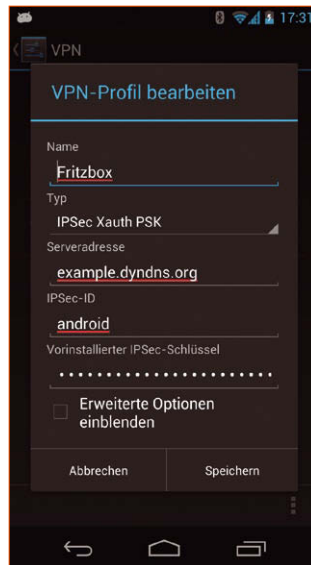 17:31
VPN
VPN-Profil bearbeiten
Name
Fritzbox
Typ
IPSec Xauth PSK
Serveradresse
example.dyndns.org
IPSec-ID
android
Vorinstallierter IPSec-Schlüssel
........................
Erweiterte Optionen
einblenden
Abbrechen
Speichern